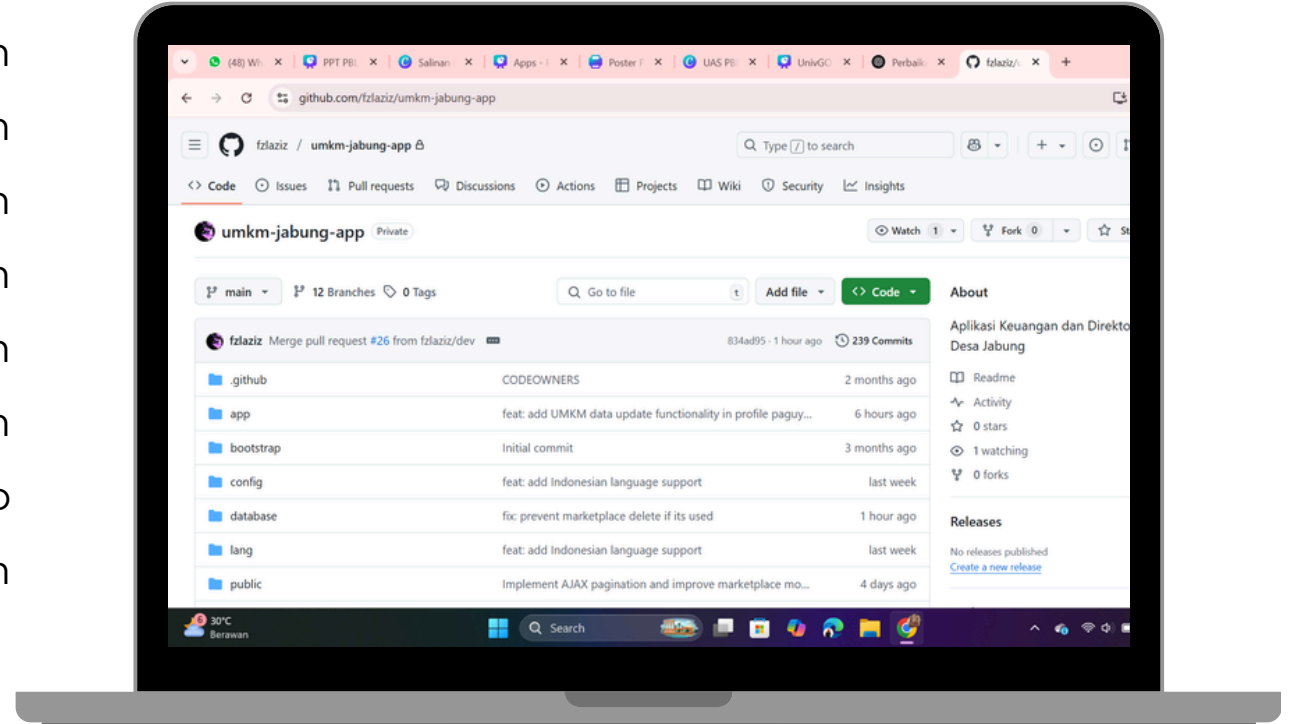 n
n
n
n
n
n
o
n
(48) Wh
PPT PBL
Salinan
Apps - I
Poster F
UAS PB
UnivGO
Perbaik
fzlaziz/
github.com/fzlaziz/umkm-jabung-app
fzlaziz / umkm-jabung-app
Type / to search
Code Issues Pull requests Discussions Actions Projects Wiki Security Insights
umkm-jabung-app Private
Watch 1 Fork 0 St
main 12 Branches 0 Tags Go to file t Add file Code
About
Aplikasi Keuangan dan Direkto
Desa Jabung
Readme
Activity
0 stars
1 watching
0 forks
Releases
No releases published
Create a new release
fzlaziz Merge pull request #26 from fzlaziz/dev 834ad95 · 1 hour ago 239 Commits
.github CODEOWNERS 2 months ago
app feat: add UMKM data update functionality in profile paguy... 6 hours ago
bootstrap Initial commit 3 months ago
config feat: add Indonesian language support last week
database fix: prevent marketplace delete if its used 1 hour ago
lang feat: add Indonesian language support last week
public Implement AJAX pagination and improve marketplace mo... 4 days ago
6
30°C
Berawan
Search